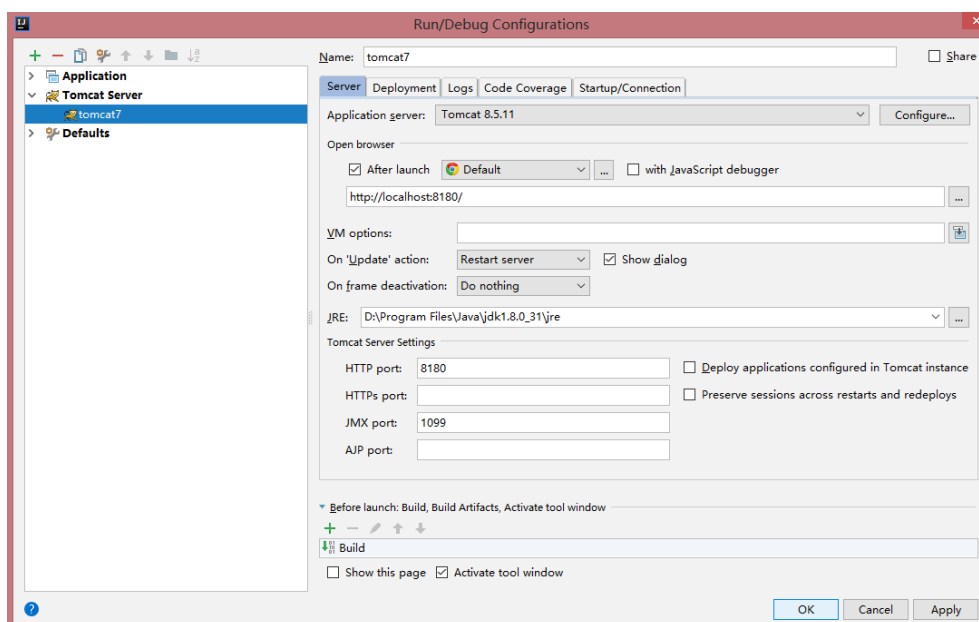 Run/Debug Configurations
Name: tomcat7
Share
Application
Tomcat Server
tomcat7
Defaults
Server Deployment Logs Code Coverage Startup/Connection
Application server: Tomcat 8.5.11 Configure...
Open browser
After launch Default ... with JavaScript debugger
http://localhost:8180/ ...
VM options:
On 'Update' action: Restart server Show dialog
On frame deactivation: Do nothing
JRE: D:\Program Files\Java\jdk1.8.0_31\jre ...
Tomcat Server Settings
HTTP port: 8180 Deploy applications configured in Tomcat instance
HTTPs port: Preserve sessions across restarts and redeploys
JMX port: 1099
AJP port:
Before launch: Build, Build Artifacts, Activate tool window
Build
Show this page Activate tool window
OK Cancel Apply